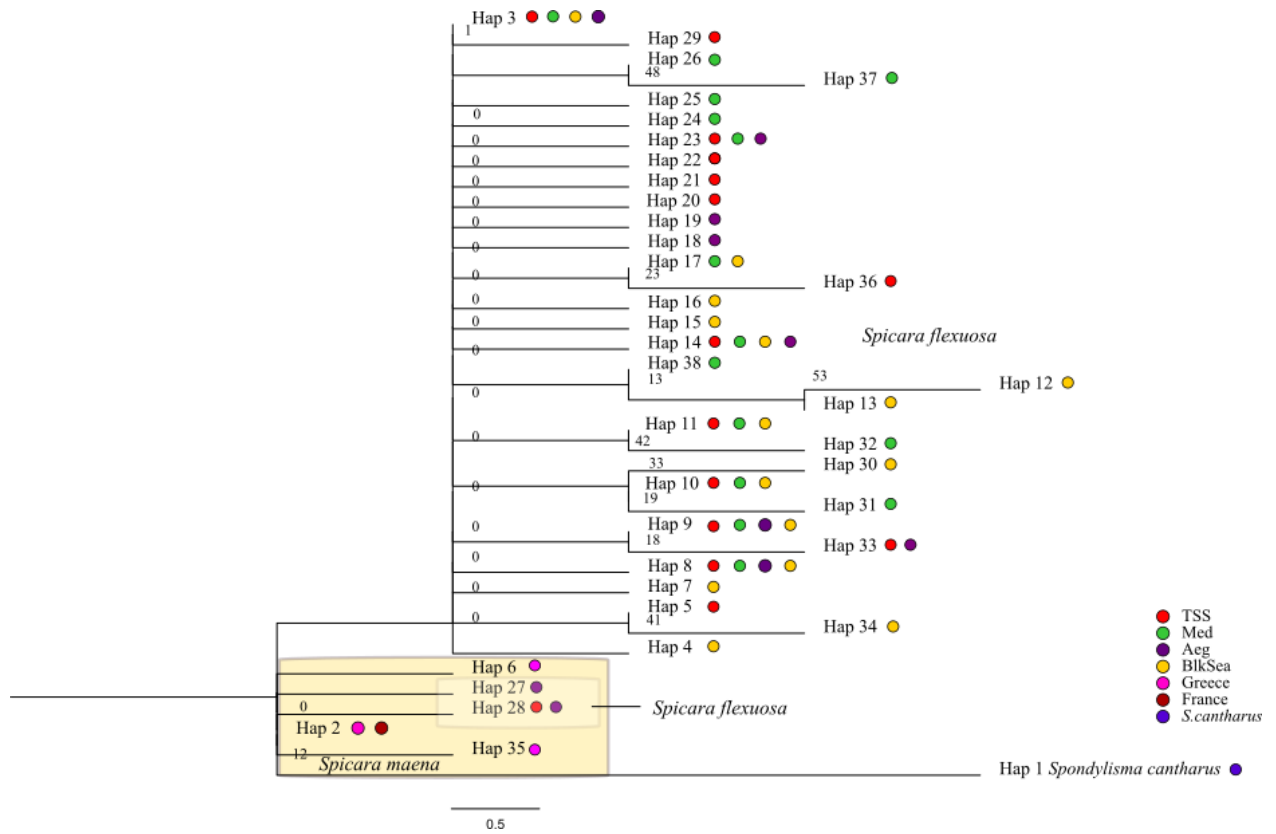 Hap 3
1
Hap 29
Hap 26
48
Hap 37
Hap 25
0
Hap 24
0
Hap 23
0
Hap 22
0
Hap 21
0
Hap 20
0
Hap 19
0
Hap 18
Hap 17
0
23
Hap 36
0
Hap 16
0
Hap 15
Hap 14
Spicara flexuosa
0
Hap 38
13
53
Hap 12
0
Hap 13
Hap 11
0
42
Hap 32
33
Hap 30
0
Hap 10
19
Hap 31
0
Hap 9
18
Hap 33
0
Hap 8
0
Hap 7
Hap 5
0
41
Hap 34
Hap 4
Hap 6
Hap 27
0
Hap 28
Spicara flexuosa
Hap 2
12
Hap 35
Spicara maena
Hap 1 Spondylisma cantharus
0.5
TSS
Med
Aeg
BlkSea
Greece
France
S.cantharus